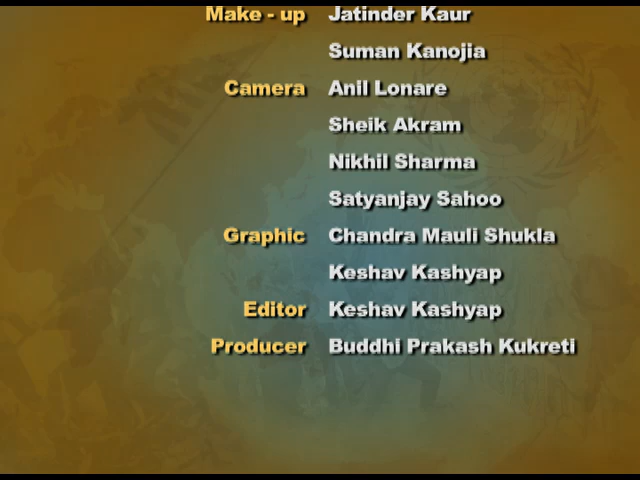 Make - up Jatinder Kaur
Suman Kanojia
Camera Anil Lonare
Sheik Akram
Nikhil Sharma
Satyanjay Sahoo
Graphic Chandra Mauli Shukla
Keshav Kashyap
Editor Keshav Kashyap
Producer Buddhi Prakash Kukreti